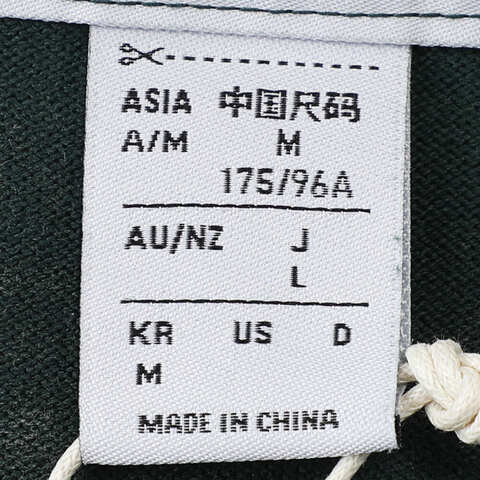 ASIA 中国尺码
A/M M
175/96A
AU/NZ J
L
KR US D
M
MADE IN CHINA